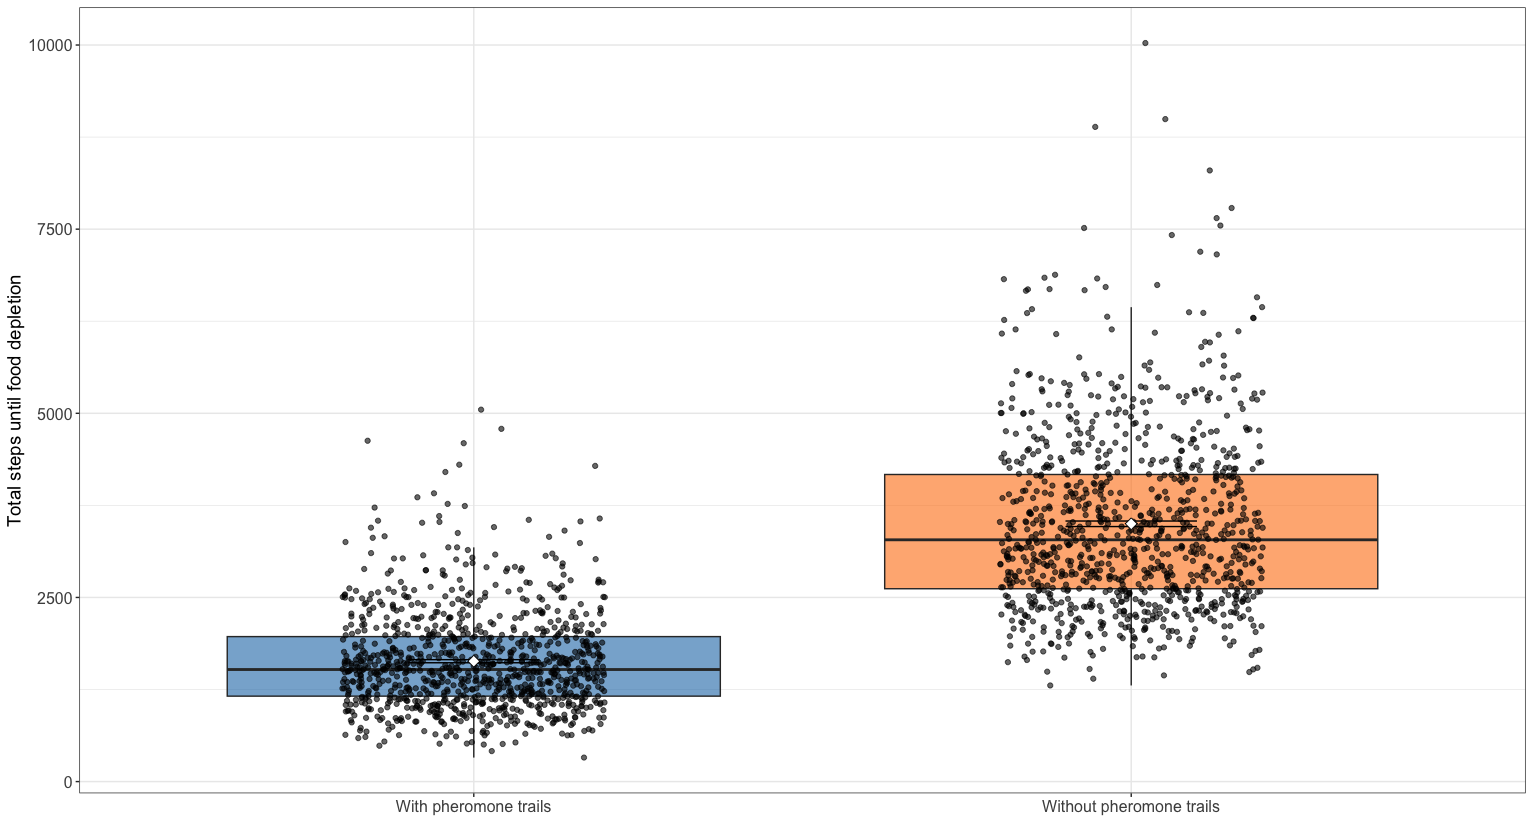 Total steps until food depletion
10000
7500
5000
2500
0
With pheromone trails
Without pheromone trails